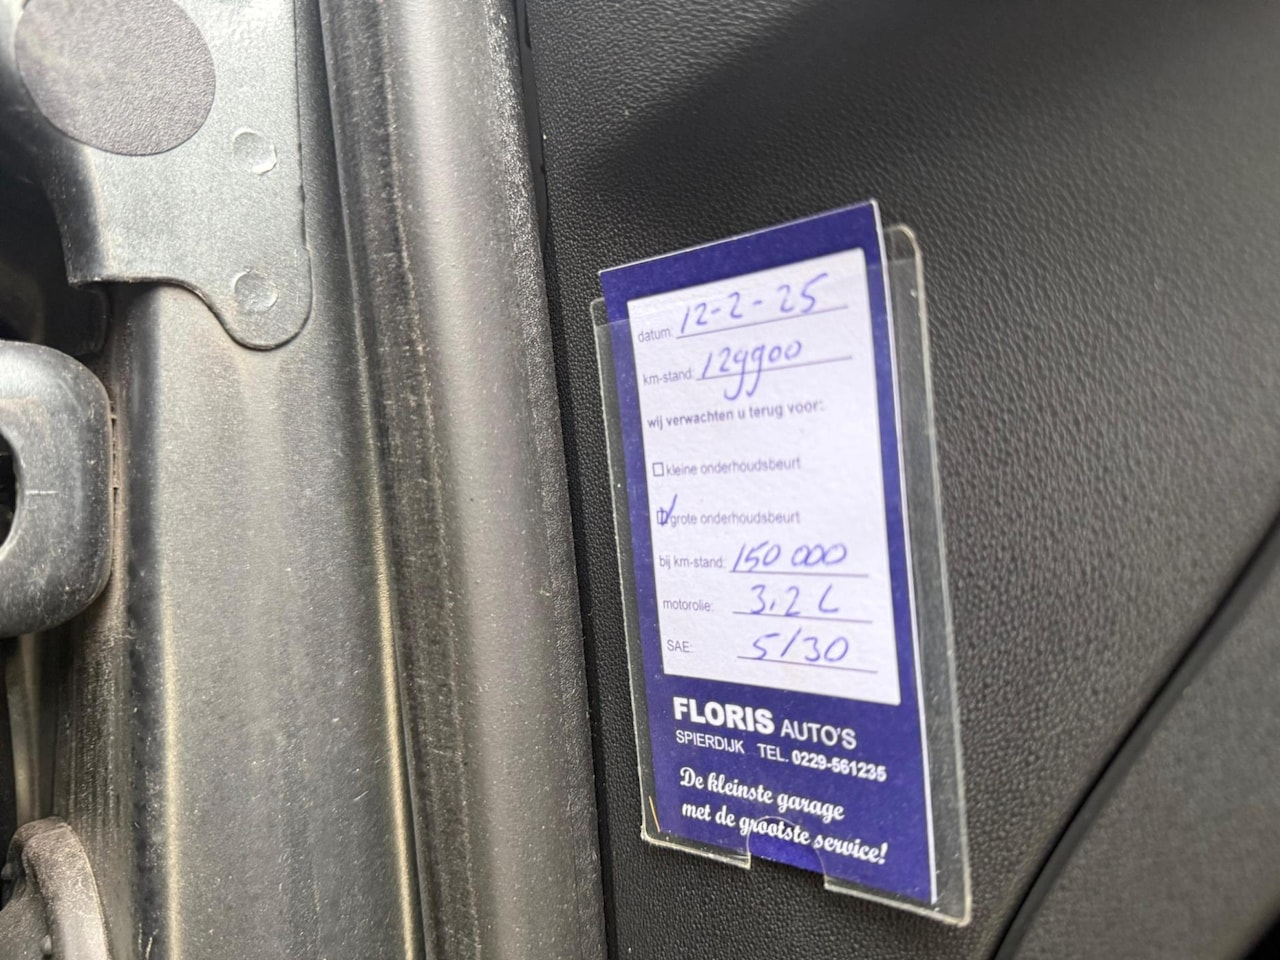 datum: 12-2-25
km-stand: 129900
wij verwachten u terug voor:
kleine onderhoudsbeurt
grote onderhoudsbeurt
bij km-stand: 150 000
motorolie: 3.2 L
SAE: 5/30
FLORIS AUTO'S
SPIERDIJK TEL. 0229-561235
De kleinste garage
met de grootste service!